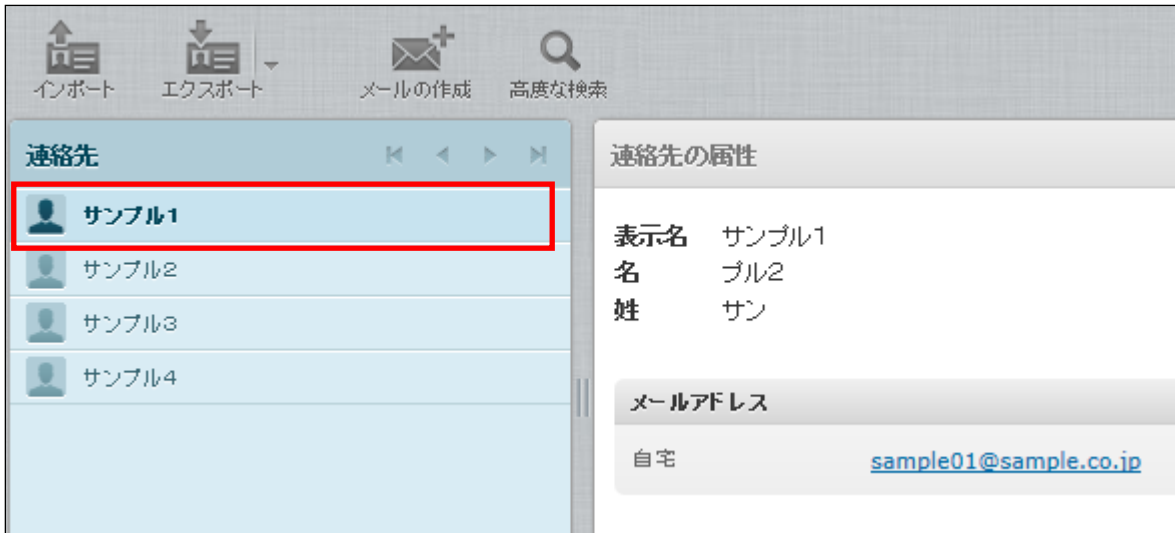 インポート エクスポート メールの作成 高度な検索
連絡先
サンプル1
サンプル2
サンプル3
サンプル4
連絡先の属性
表示名 サンプル1
名 プル2
姓 サン
メールアドレス
自宅 sample01@sample.co.jp